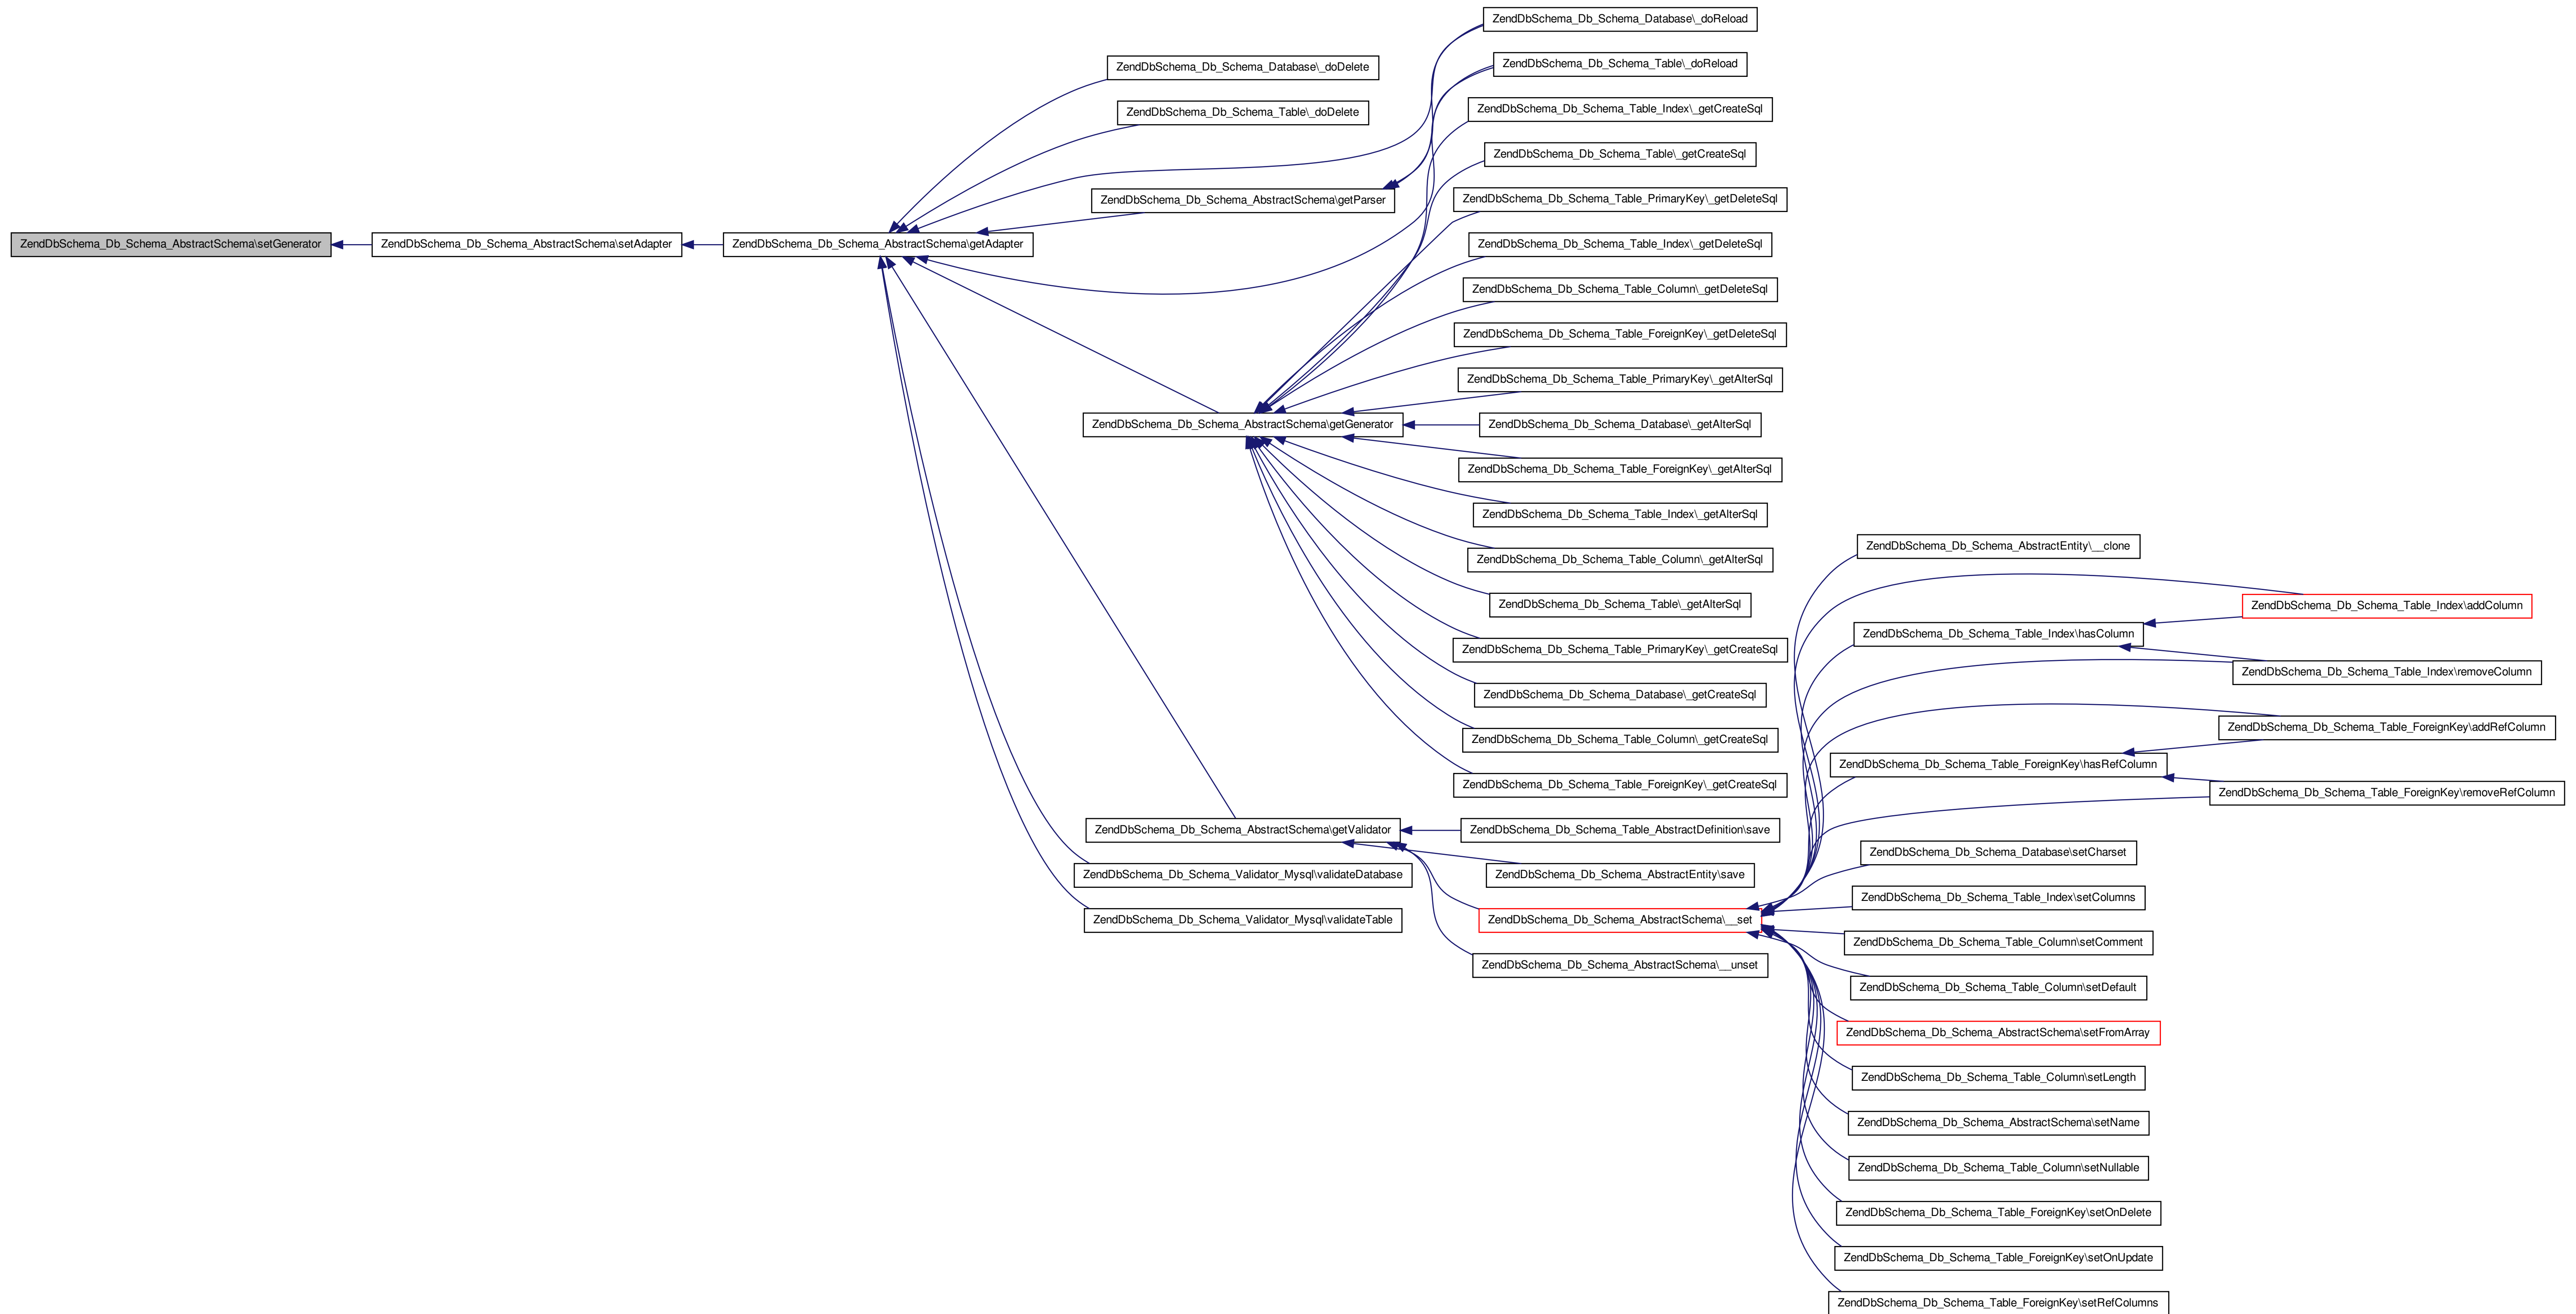 ZendDbSchema_Db_Schema_AbstractSchema\setGenerator
ZendDbSchema_Db_Schema_AbstractSchema\setAdapter
ZendDbSchema_Db_Schema_AbstractSchema\getAdapter
ZendDbSchema_Db_Schema_Database\_doDelete
ZendDbSchema_Db_Schema_Table\_doDelete
ZendDbSchema_Db_Schema_AbstractSchema\getParser
ZendDbSchema_Db_Schema_AbstractSchema\getGenerator
ZendDbSchema_Db_Schema_AbstractSchema\getValidator
ZendDbSchema_Db_Schema_Validator_Mysql\validateDatabase
ZendDbSchema_Db_Schema_Validator_Mysql\validateTable
ZendDbSchema_Db_Schema_Database\_doReload
ZendDbSchema_Db_Schema_Table\_doReload
ZendDbSchema_Db_Schema_Table_Index\_getCreateSql
ZendDbSchema_Db_Schema_Table\_getCreateSql
ZendDbSchema_Db_Schema_Table_PrimaryKey\_getDeleteSql
ZendDbSchema_Db_Schema_Table_Index\_getDeleteSql
ZendDbSchema_Db_Schema_Table_Column\_getDeleteSql
ZendDbSchema_Db_Schema_Table_ForeignKey\_getDeleteSql
ZendDbSchema_Db_Schema_Table_PrimaryKey\_getAlterSql
ZendDbSchema_Db_Schema_Database\_getAlterSql
ZendDbSchema_Db_Schema_Table_ForeignKey\_getAlterSql
ZendDbSchema_Db_Schema_Table_Index\_getAlterSql
ZendDbSchema_Db_Schema_Table_Column\_getAlterSql
ZendDbSchema_Db_Schema_Table\_getAlterSql
ZendDbSchema_Db_Schema_Table_PrimaryKey\_getCreateSql
ZendDbSchema_Db_Schema_Database\_getCreateSql
ZendDbSchema_Db_Schema_Table_Column\_getCreateSql
ZendDbSchema_Db_Schema_Table_ForeignKey\_getCreateSql
ZendDbSchema_Db_Schema_Table_AbstractDefinition\save
ZendDbSchema_Db_Schema_AbstractEntity\save
ZendDbSchema_Db_Schema_AbstractSchema\__set
ZendDbSchema_Db_Schema_AbstractSchema\__unset
ZendDbSchema_Db_Schema_AbstractEntity\__clone
ZendDbSchema_Db_Schema_Table_Index\hasColumn
ZendDbSchema_Db_Schema_Table_ForeignKey\hasRefColumn
ZendDbSchema_Db_Schema_Database\setCharset
ZendDbSchema_Db_Schema_Table_Index\setColumns
ZendDbSchema_Db_Schema_Table_Column\setComment
ZendDbSchema_Db_Schema_Table_Column\setDefault
ZendDbSchema_Db_Schema_AbstractSchema\setFromArray
ZendDbSchema_Db_Schema_Table_Column\setLength
ZendDbSchema_Db_Schema_AbstractSchema\setName
ZendDbSchema_Db_Schema_Table_Column\setNullable
ZendDbSchema_Db_Schema_Table_ForeignKey\setOnDelete
ZendDbSchema_Db_Schema_Table_ForeignKey\setOnUpdate
ZendDbSchema_Db_Schema_Table_ForeignKey\setRefColumns
ZendDbSchema_Db_Schema_Table_Index\addColumn
ZendDbSchema_Db_Schema_Table_Index\removeColumn
ZendDbSchema_Db_Schema_Table_ForeignKey\addRefColumn
ZendDbSchema_Db_Schema_Table_ForeignKey\removeRefColumn